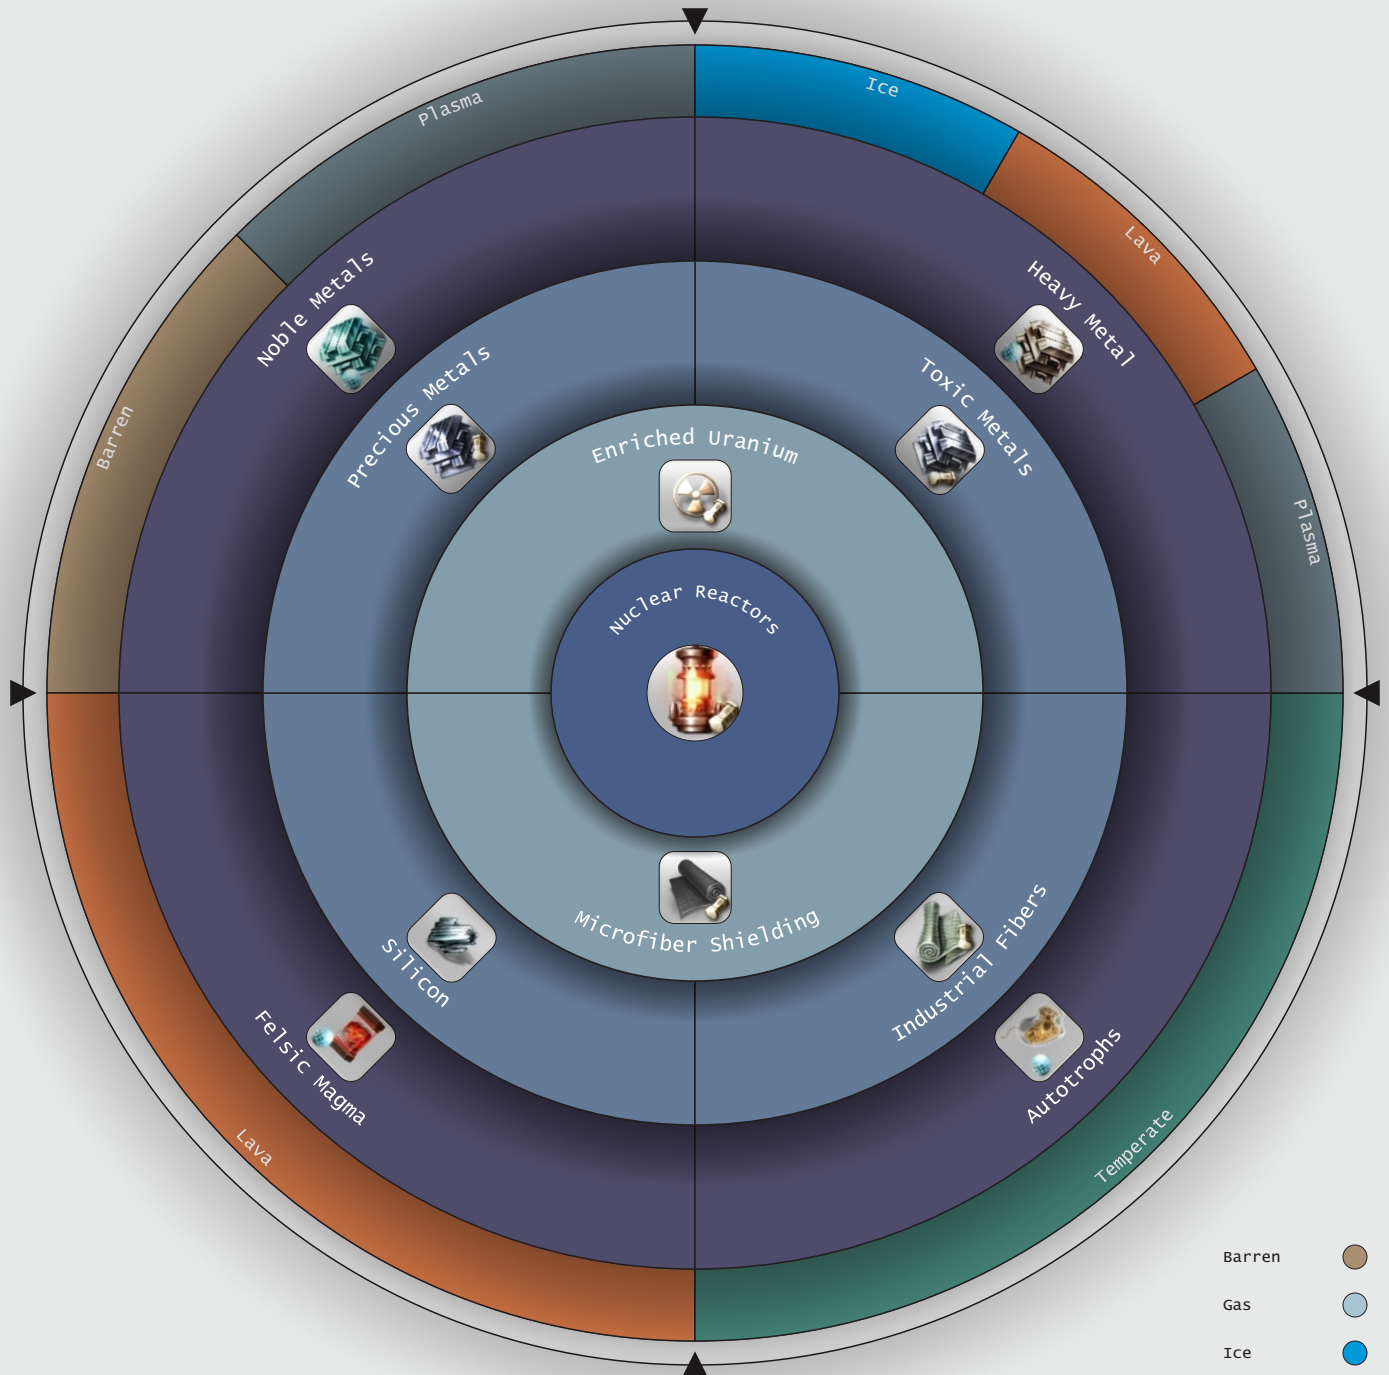 Ice
Plasma
Lava
Noble Metals
Heavy Metal
Precious Metals
Toxic Metals
Barren
Enriched Uranium
Plasma
Nuclear Reactors
Microfiber Shielding
Silicon
Industrial Fibers
Felsic Magma
Autotrophs
Lava
Temperate
Barren
Gas
Ice